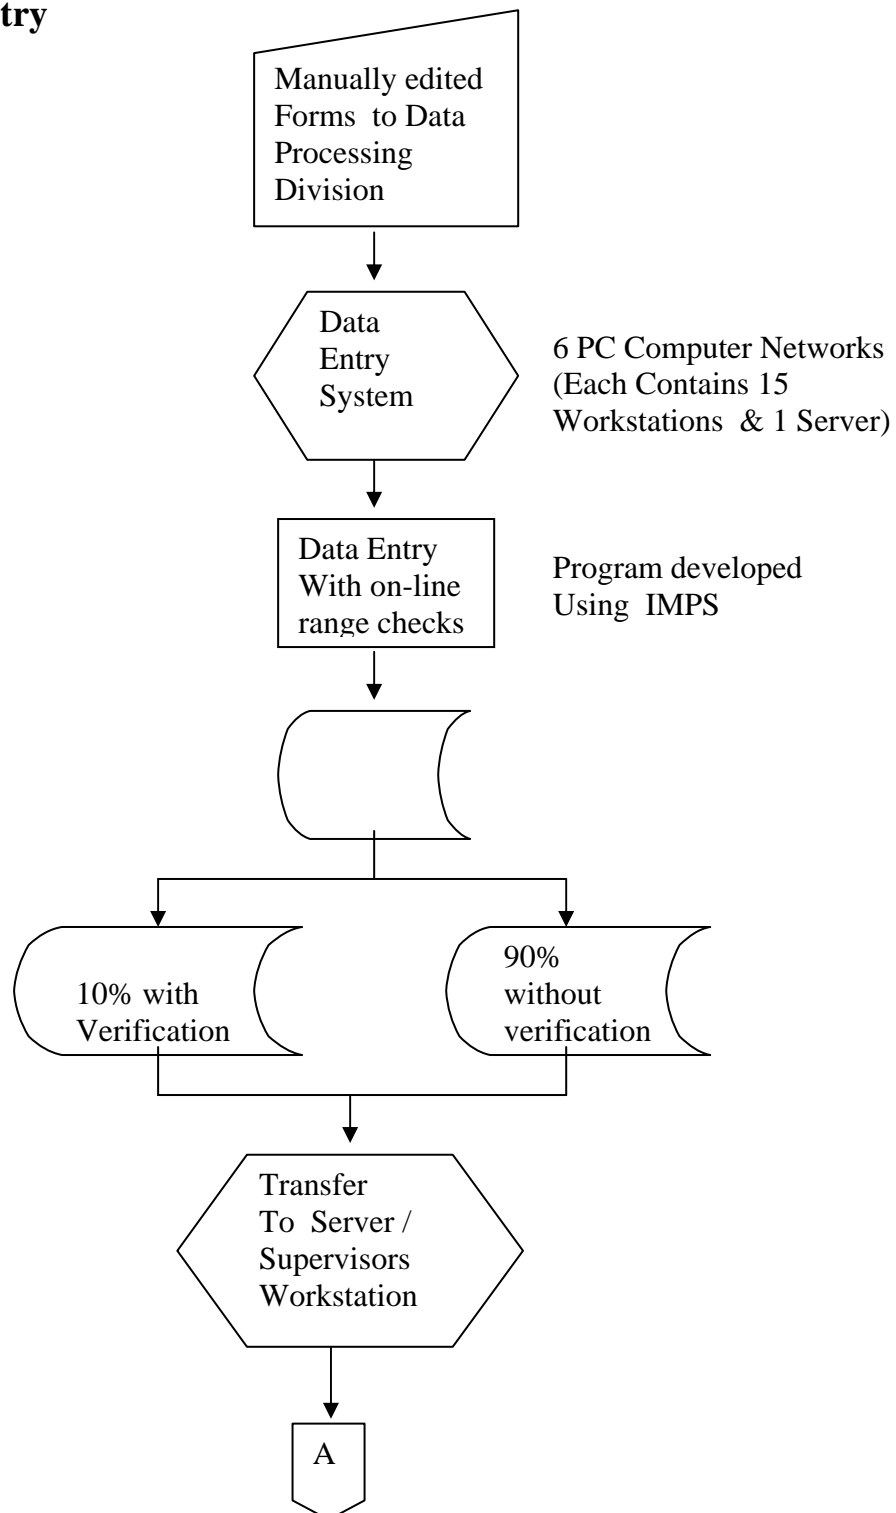 try
Manually edited
Forms to Data
Processing
Division
Data
Entry
System
6 PC Computer Networks
(Each Contains 15
Workstations & 1 Server)
Data Entry
With on-line
range checks
Program developed
Using IMPS
10% with
Verification
90%
without
verification
Transfer
To Server /
Supervisors
Workstation
A